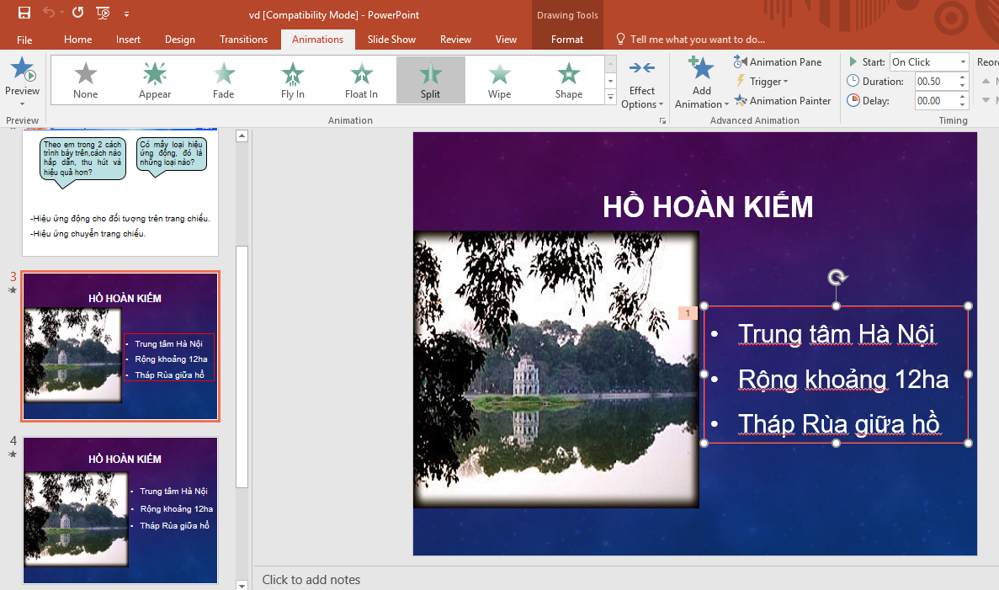 vd [Compatibility Mode] - PowerPoint
Drawing Tools
File
Home
Insert
Design
Transitions
Animations
Slide Show
Review
View
Format
Tell me what you want to do...
Preview
None
Appear
Fade
Fly In
Float In
Split
Wipe
Shape
Effect
Options
Add
Animation
Animation Pane
Trigger
Animation Painter
Start: On Click
Duration: 00.50
Delay: 00.00
Preview
Animation
Advanced Animation
Timing
Theo em trong 2 cách
trình bày trên,cách nào
hấp dẫn, thu hút và
hiệu quả hơn?
Có mấy loại hiệu
ứng động, đó là
những loại nào?
-Hiệu ứng động cho đối tượng trên trang chiếu.
-Hiệu ứng chuyển trang chiếu.
3
HỒ HOÀN KIẾM
• Trung tâm Hà Nội
• Rộng khoảng 12ha
• Tháp Rùa giữa hồ
4
HỒ HOÀN KIẾM
• Trung tâm Hà Nội
• Rộng khoảng 12ha
• Tháp Rùa giữa hồ
HỒ HOÀN KIẾM
1
• Trung tâm Hà Nội
• Rộng khoảng 12ha
• Tháp Rùa giữa hồ
Click to add notes